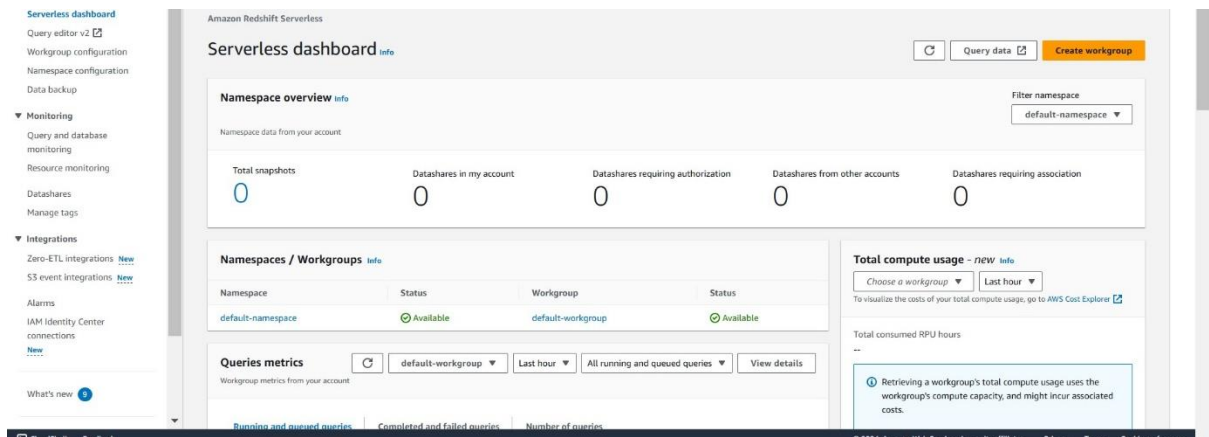 Serverless dashboard
Query editor v2
Workgroup configuration
Namespace configuration
Data backup
Monitoring
Query and database
monitoring
Resource monitoring
Datashares
Manage tags
Integrations
Zero-ETL integrations New
S3 event integrations New
Alarms
IAM Identity Center
connections
New
What's new 9
Amazon Redshift Serverless
Serverless dashboard Info
Query data
Create workgroup
Namespace overview Info
Namespace data from your account
Filter namespace
default-namespace
Total snapshots
0
Datashares in my account
0
Datashares requiring authorization
0
Datashares from other accounts
0
Datashares requiring association
0
Namespaces / Workgroups Info
Namespace Status Workgroup Status
default-namespace Available default-workgroup Available
Queries metrics
default-workgroup
Last hour
All running and queued queries
View details
Workgroup metrics from your account
Running and queued queries Completed and failed queries Number of queries
Total compute usage - new Info
Choose a workgroup
Last hour
To visualize the costs of your total compute usage, go to AWS Cost Explorer
Total consumed RPU hours
--
Retrieving a workgroup's total compute usage uses the
workgroup's compute capacity, and might incur associated
costs.